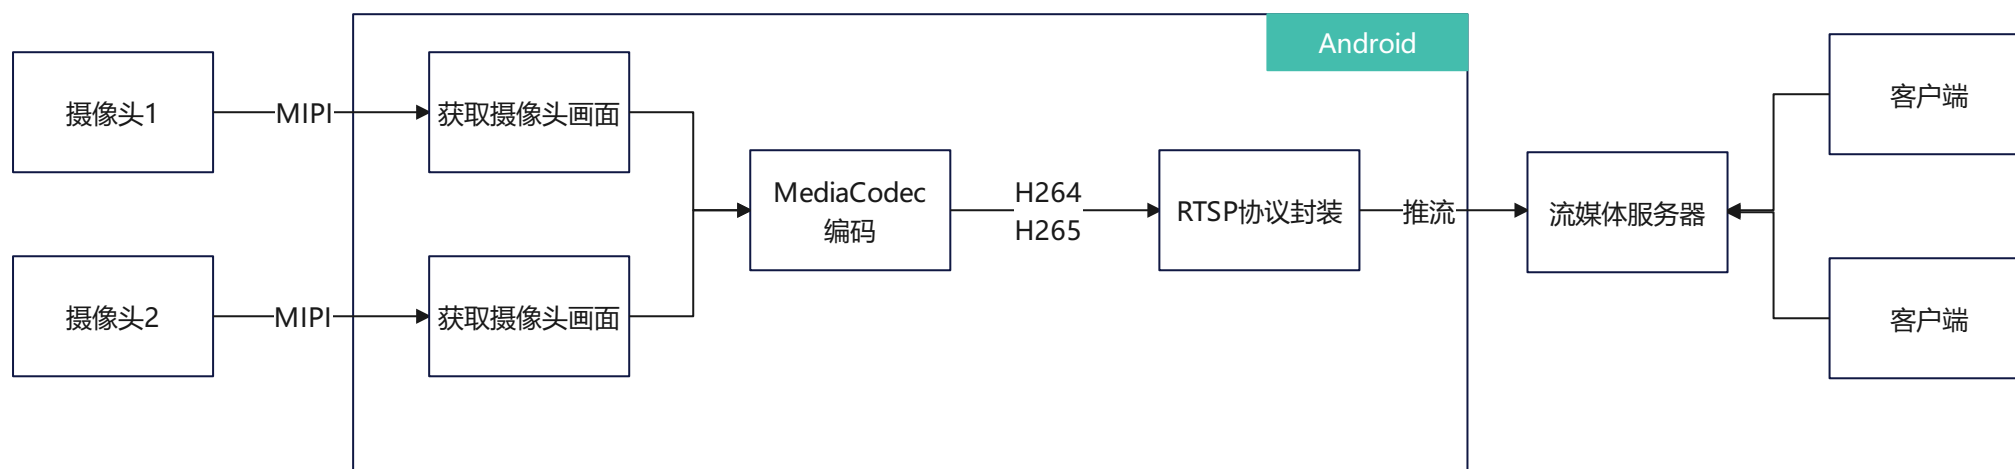 Android
摄像头1
MIPI
获取摄像头画面
客户端
MediaCodec
编码
H264
H265
RTSP协议封装
推流
流媒体服务器
摄像头2
MIPI
获取摄像头画面
客户端